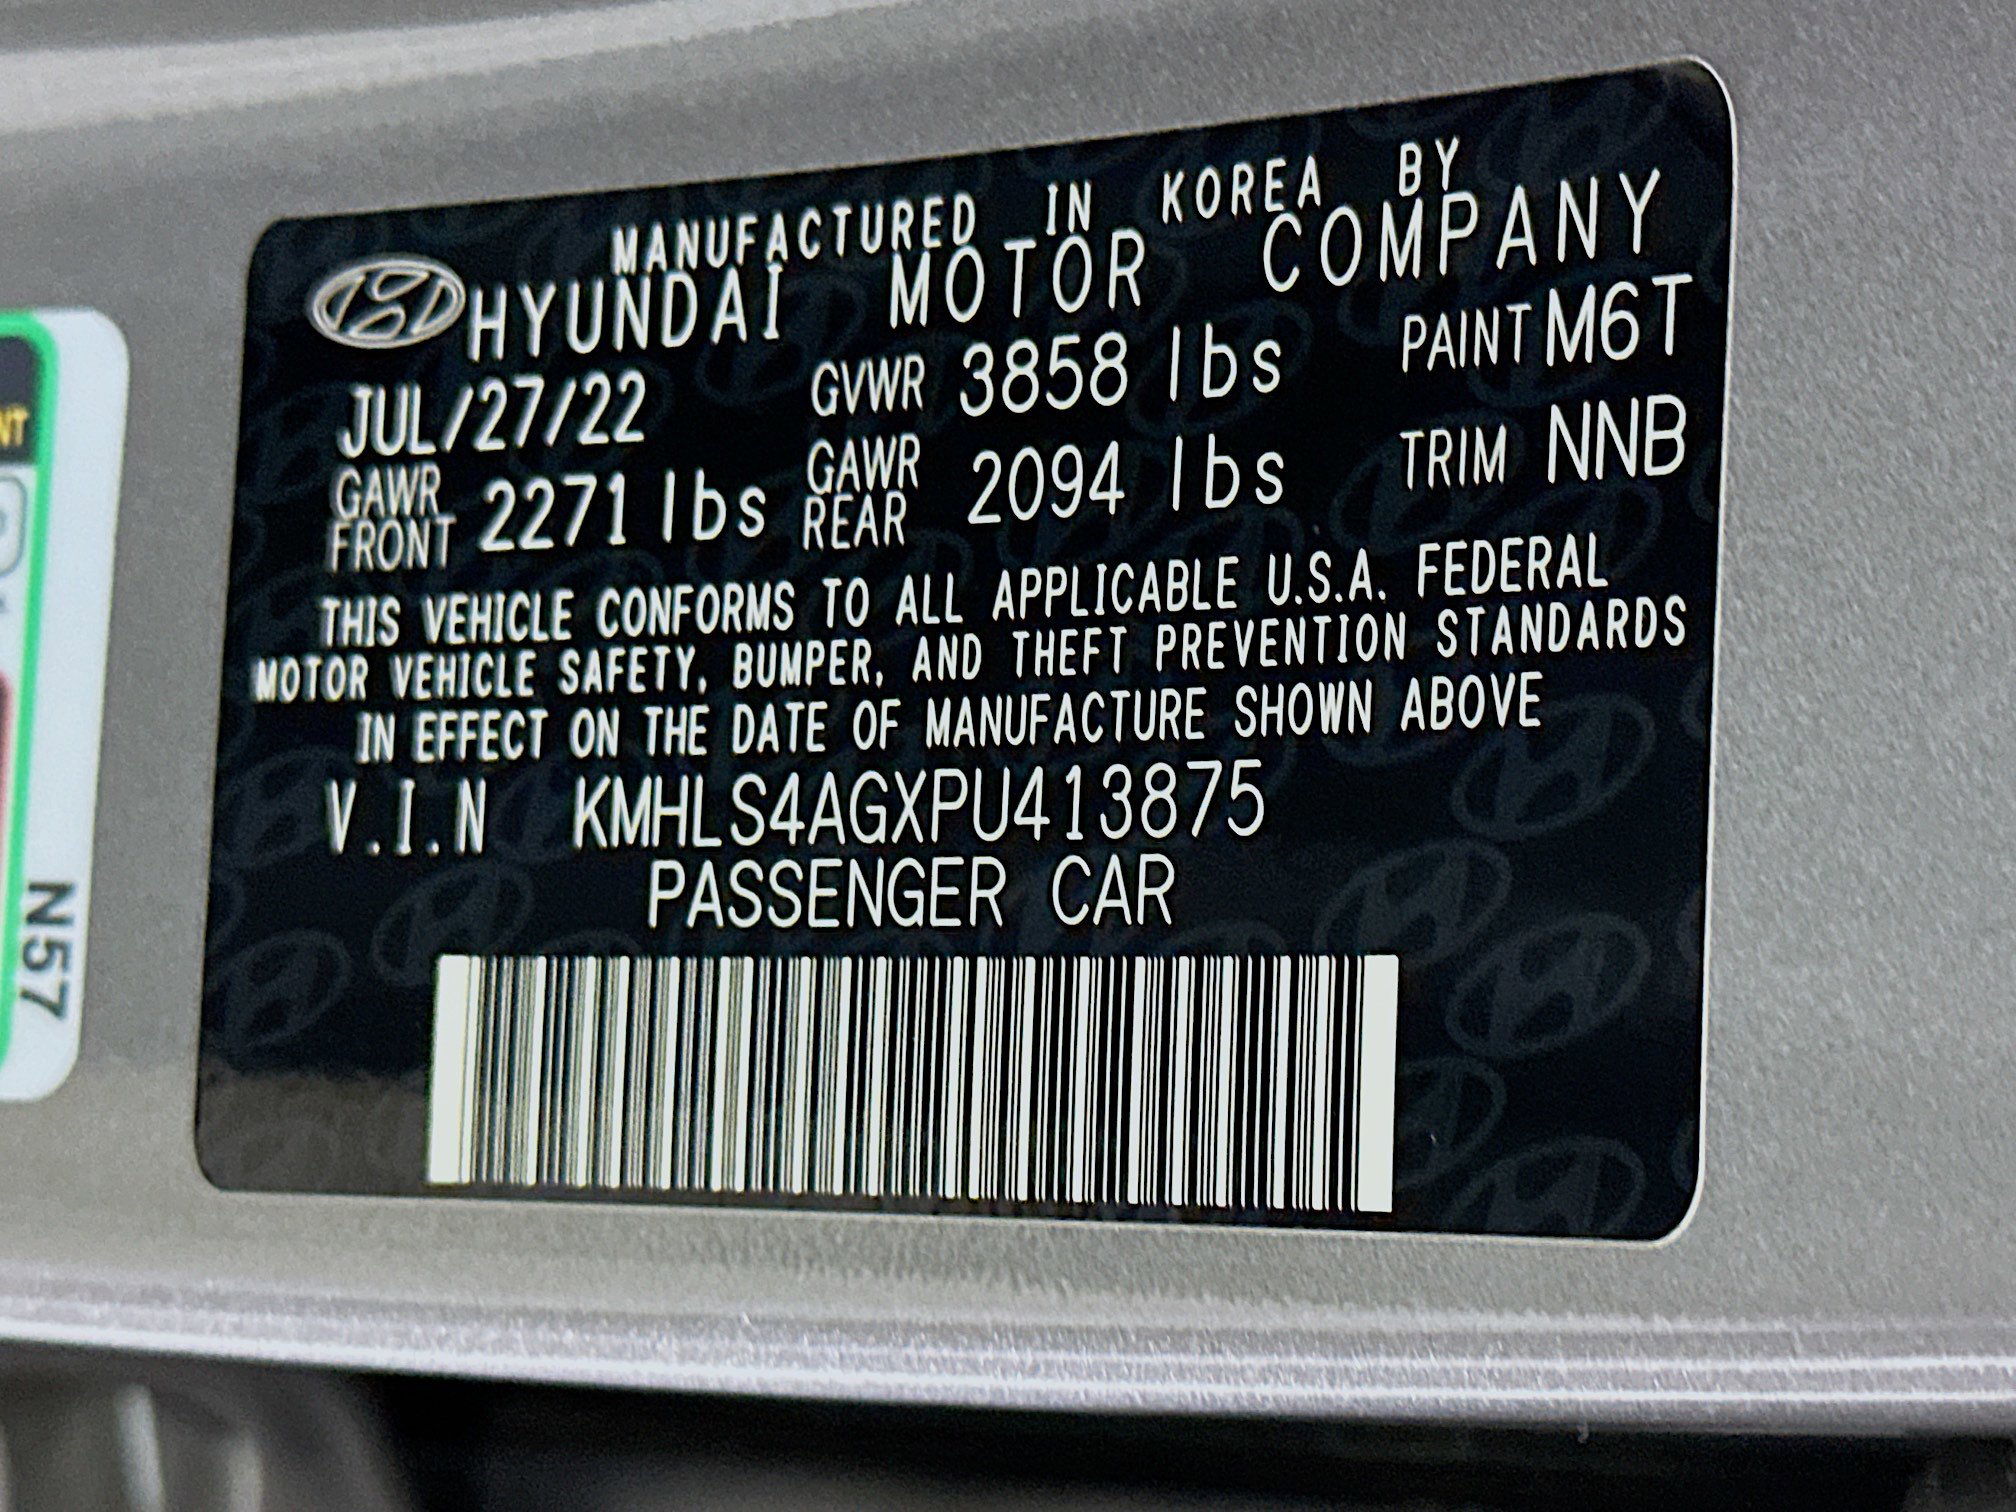 MANUFACTURED IN KOREA BY
HYUNDAI MOTOR COMPANY
JUL/27/22 GVWR 3858 lbs PAINT M6T
GAWR FRONT 2271 lbs GAWR REAR 2094 lbs TRIM NNB
THIS VEHICLE CONFORMS TO ALL APPLICABLE U.S.A. FEDERAL
MOTOR VEHICLE SAFETY, BUMPER, AND THEFT PREVENTION STANDARDS
IN EFFECT ON THE DATE OF MANUFACTURE SHOWN ABOVE
V.I.N KMHLS4AGXPU413875
PASSENGER CAR
N57
NT